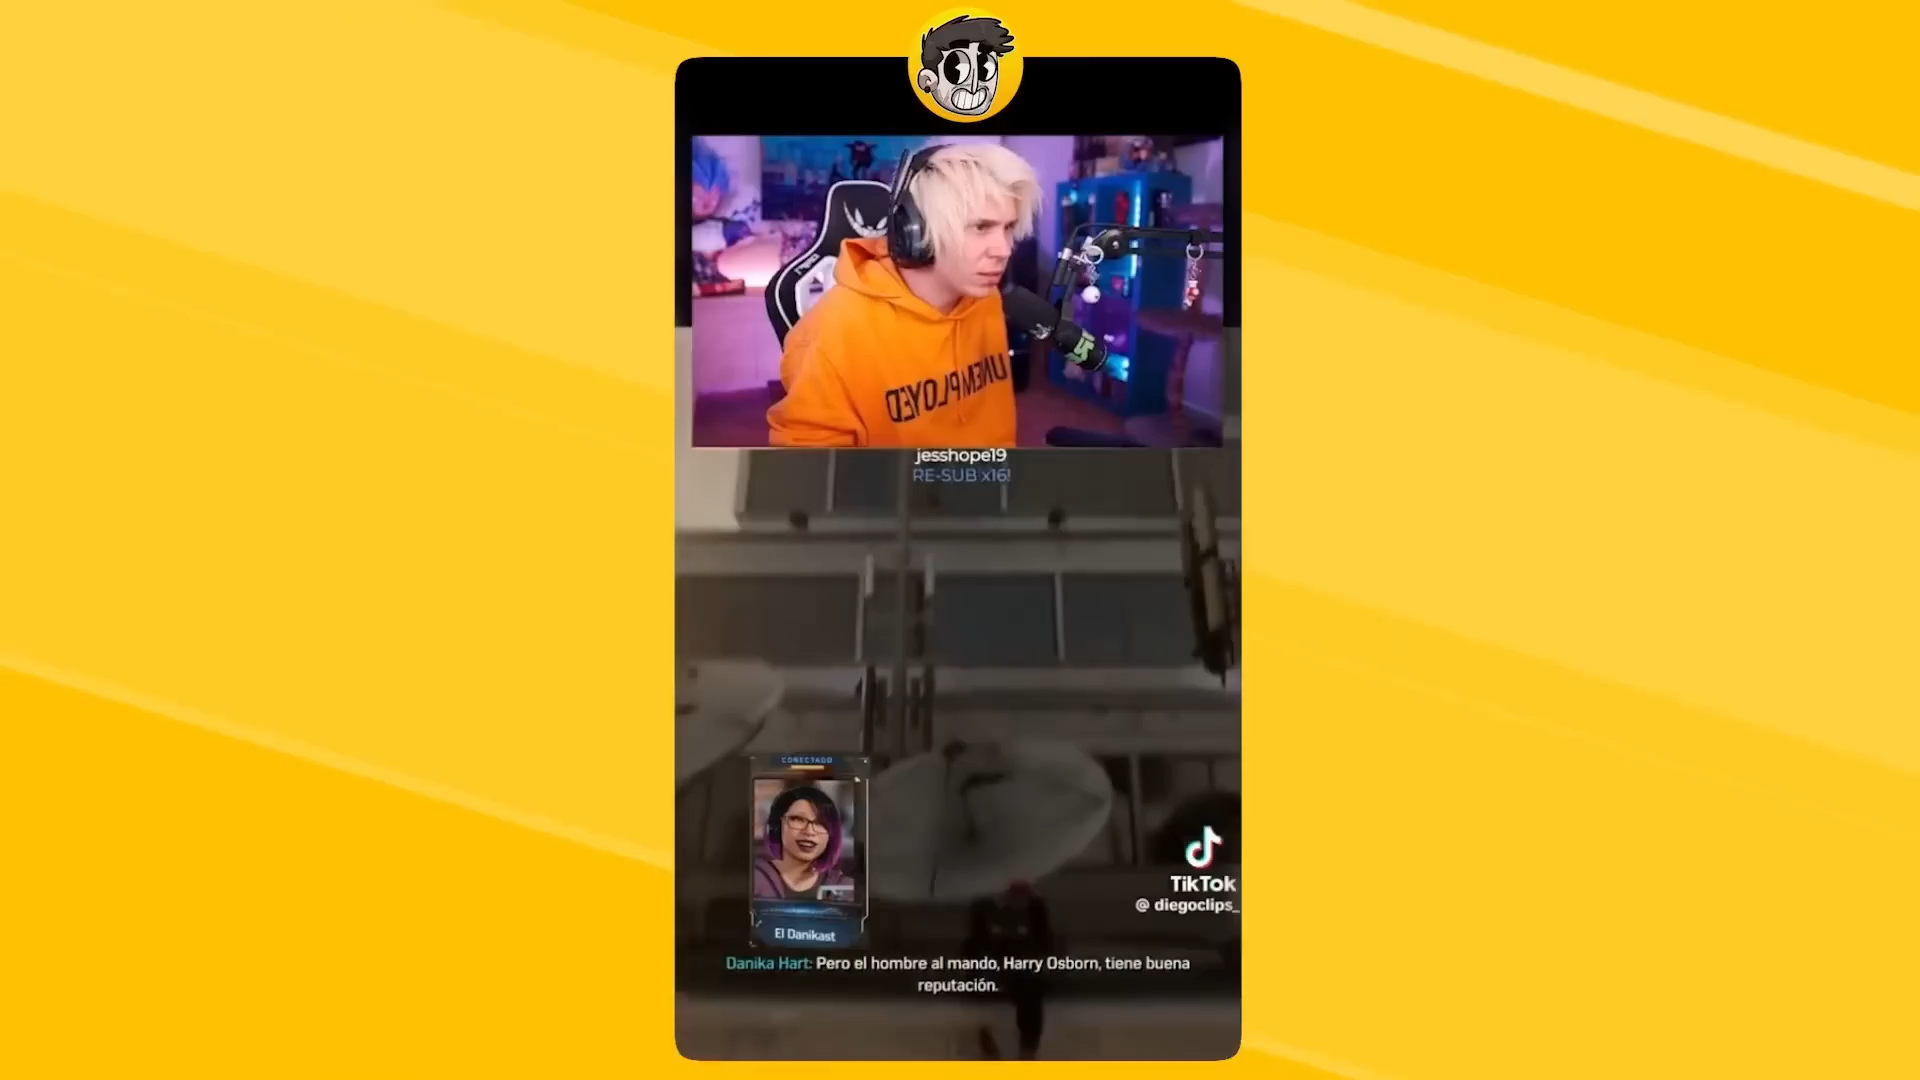 UNEMPLOYED
jesshope19
RE-SUB x16!
CONECTADO
El Danikast
TikTok
@ diegoclips_
Danika Hart: Pero el hombre al mando, Harry Osborn, tiene buena
reputación.